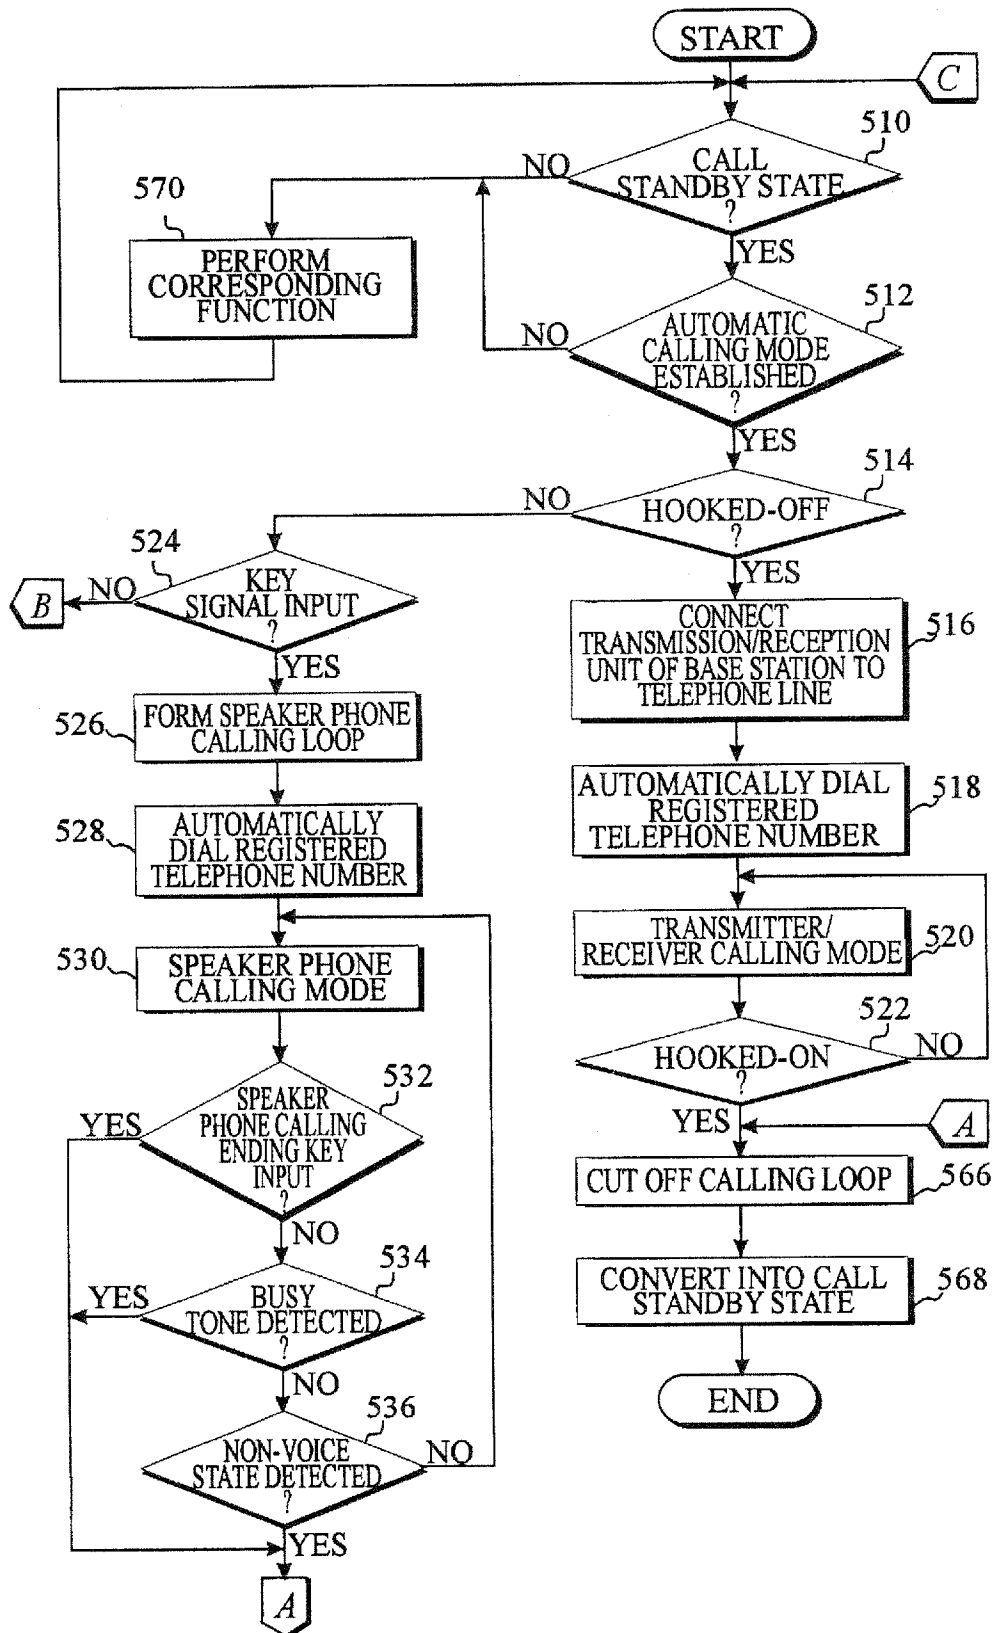 START
C
510
CALL
STANDBY STATE
?
NO
YES
570
PERFORM
CORRESPONDING
FUNCTION
512
AUTOMATIC
CALLING MODE
ESTABLISHED
?
NO
YES
514
HOOKED-OFF
?
NO
YES
524
KEY
SIGNAL INPUT
?
NO
B
YES
516
CONNECT
TRANSMISSION/RECEPTION
UNIT OF BASE STATION TO
TELEPHONE LINE
526
FORM SPEAKER PHONE
CALLING LOOP
518
AUTOMATICALLY DIAL
REGISTERED
TELEPHONE NUMBER
528
AUTOMATICALLY
DIAL REGISTERED
TELEPHONE NUMBER
520
TRANSMITTER/
RECEIVER CALLING MODE
530
SPEAKER PHONE
CALLING MODE
522
HOOKED-ON
?
NO
YES
A
532
SPEAKER
PHONE CALLING
ENDING KEY
INPUT
?
YES
NO
566
CUT OFF CALLING LOOP
534
BUSY
TONE DETECTED
?
YES
NO
568
CONVERT INTO CALL
STANDBY STATE
END
536
NON-VOICE
STATE DETECTED
?
NO
YES
A